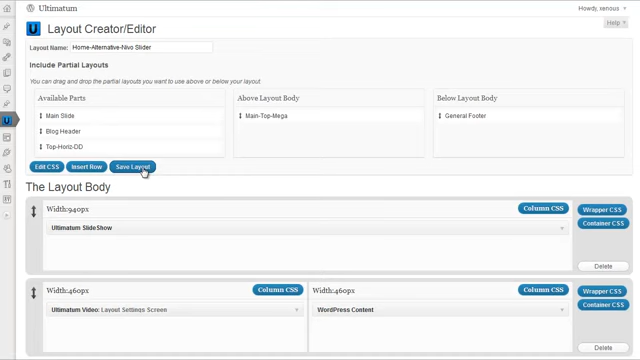 Ultimatum
Howdy, xenous
Help
Layout Creator/Editor
Layout Name: Home-Alternative-Nivo Slider
Include Partial Layouts
You can drag and drop the partial layouts you want to use above or below your layout.
Available Parts
Above Layout Body
Below Layout Body
Main Slide
Main-Top-Mega
General Footer
Blog Header
Top-Horiz-DD
Edit CSS
Insert Row
Save Layout
The Layout Body
Width:940px
Column CSS
Wrapper CSS
Container CSS
Ultimatum SlideShow
Delete
Width:460px
Column CSS
Width:460px
Column CSS
Wrapper CSS
Container CSS
Ultimatum Video: Layout Settings Screen
WordPress Content
Delete